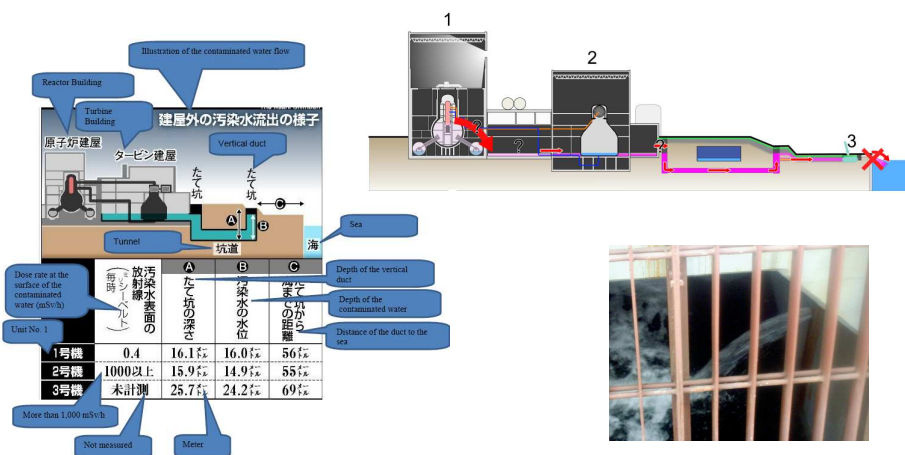 Illustration of the contaminated water flow
Reactor Building
Turbine
Building
建屋外の汚染水流出の様子
原子炉建屋
タービン建屋
Vertical duct
たて坑
たて坑
A
B
C
Tunnel
坑道
海
Sea
Dose rate at the
surface of the
contaminated
water (mSv/h)
汚染水表面の
放射線
(ミリシーベルト)
毎時
A
たて坑の深さ
B
汚染水の水位
C
たて坑から
海までの距離
Depth of the vertical
duct
Depth of the
contaminated water
Distance of the duct to the
sea
Unit No. 1
1号機 0.4 16.1メートル 16.0メートル 56メートル
2号機 1000以上 15.9メートル 14.9メートル 55メートル
3号機 未計測 25.7メートル 24.2メートル 69メートル
More than 1,000 mSv/h
Not measured
Meter
1
2
3
?
?
?